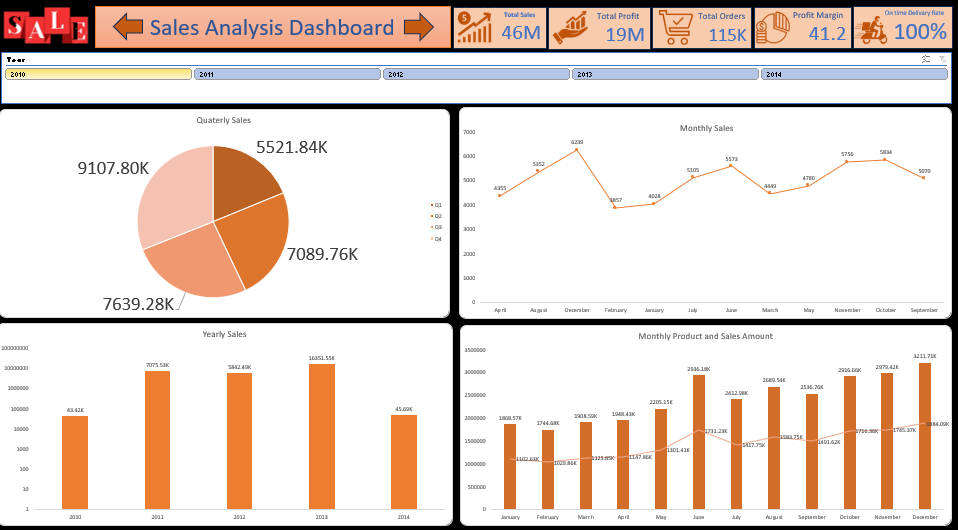 SALE
Sales Analysis Dashboard
Total Sales
46M
Total Profit
19M
Total Orders
115K
Profit Margin
41.2
On time Delivery Rate
100%
Year
2010
2011
2012
2013
2014
Quaterly Sales
5521.84K
9107.80K
7089.76K
7639.28K
Q1
Q2
Q3
Q4
Monthly Sales
7000
6000
5000
4000
3000
2000
1000
0
4355
5352
6239
3857
4028
5105
5573
4449
4780
5756
5834
5070
April
August
December
February
January
July
June
March
May
November
October
September
Yearly Sales
100000000
10000000
1000000
100000
10000
1000
100
10
1
43.42K
7075.53K
5842.49K
16351.55K
45.69K
2010
2011
2012
2013
2014
Monthly Product and Sales Amount
3500000
3000000
2500000
2000000
1500000
1000000
500000
0
1868.57K
1744.68K
1908.59K
1948.43K
2205.15K
2936.18K
2412.98K
2689.54K
2536.76K
2916.66K
2979.42K
3211.71K
1102.63K
1029.86K
1125.85K
1147.86K
1301.41K
1731.23K
1417.75K
1583.75K
1491.62K
1716.36K
1745.37K
1884.09K
January
February
March
April
May
June
July
August
September
October
November
December